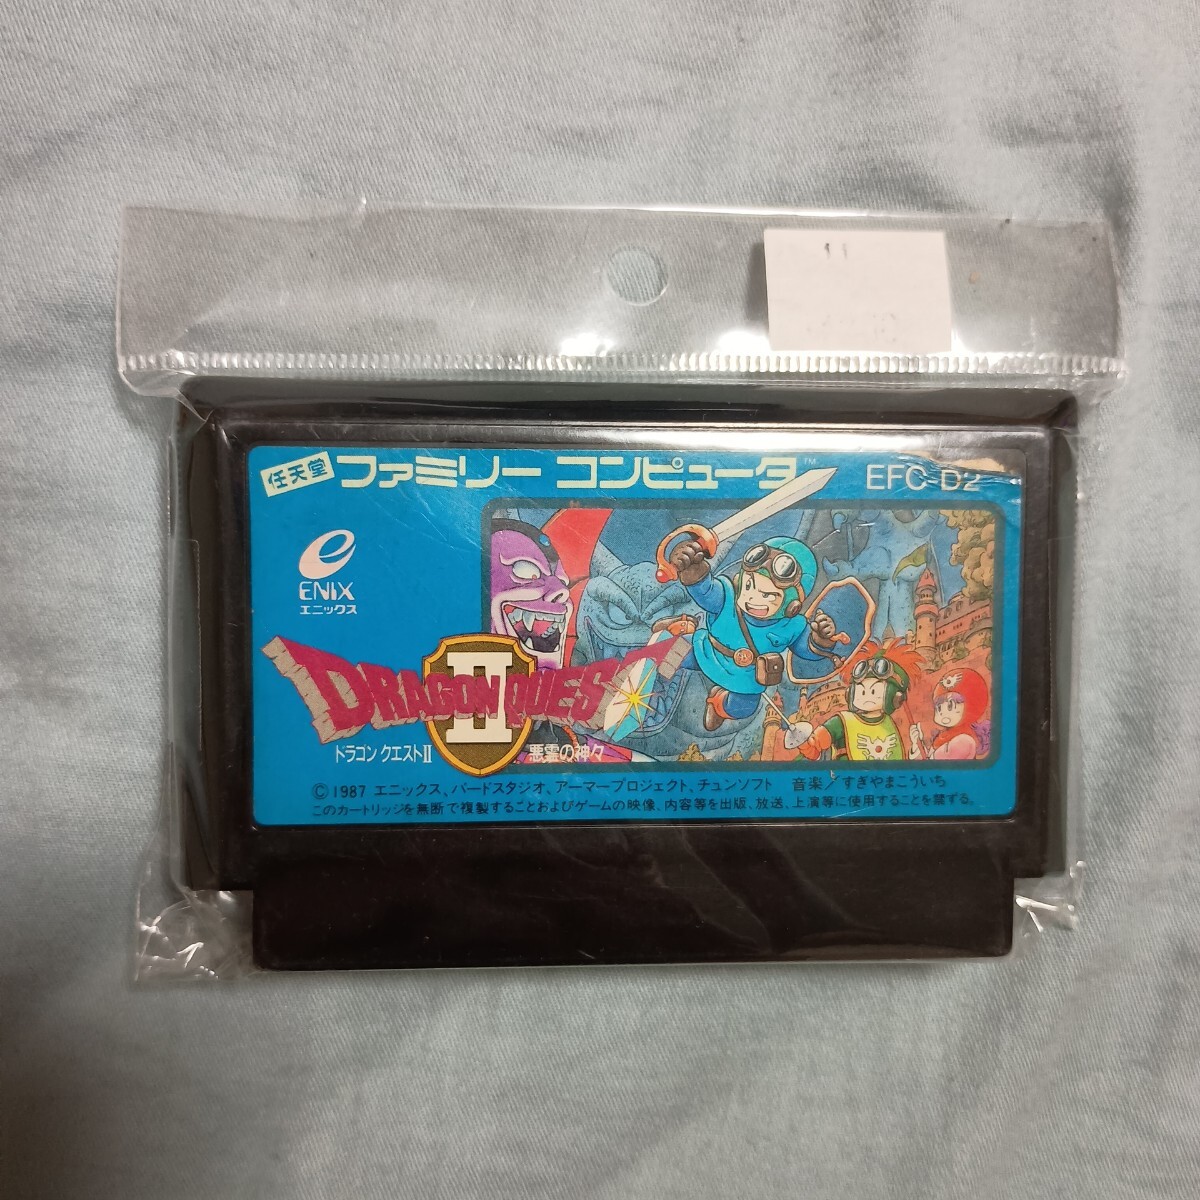 任天堂 ファミリー コンピュータ™ EFC-D2
e
ENIX
エニックス
DRAGON QUEST
II
ドラゴン クエストII 悪霊の神々
©1987 エニックス、バードスタジオ、アーマープロジェクト、チュンソフト 音楽/すぎやまこういち
このカートリッジを無断で複製することおよびゲームの映像、内容等を出版、放送、上演等に使用することを禁ずる。